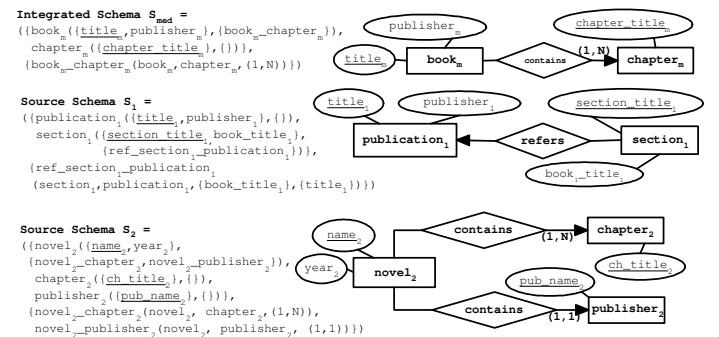 Integrated Schema S_med =
({book_m({title_m,publisher_m},{book_chapter_m}),
chapter_m({chapter_title_m},{})},
{book_chapter_m(book_m,chapter_m,(1,N))})
publisher_m
title_m
book_m
contains
(1,N)
chapter_title_m
chapter_m
Source Schema S_1 =
({publication_1({title_1,publisher_1},{}),
section_1({section_title_1,book_title_1},
{ref_section_1_publication_1})},
{ref_section_1_publication_1
(section_1,publication_1,{book_title_1},{title_1})})
title_1
publisher_1
section_title_1
publication_1
refers
section_1
book_1_title_1
Source Schema S_2 =
({novel_2({name_2,year_2},
{novel_2_chapter_2,novel_2_publisher_2}),
chapter_2({ch_title_2},{}),
publisher_2({pub_name_2},{})},
{novel_2_chapter_2(novel_2, chapter_2,(1,N)),
novel_2_publisher_2(novel_2, publisher_2, (1,1))})
name_2
year_2
novel_2
contains
(1,N)
chapter_2
ch_title_2
pub_name_2
contains
(1,1)
publisher_2